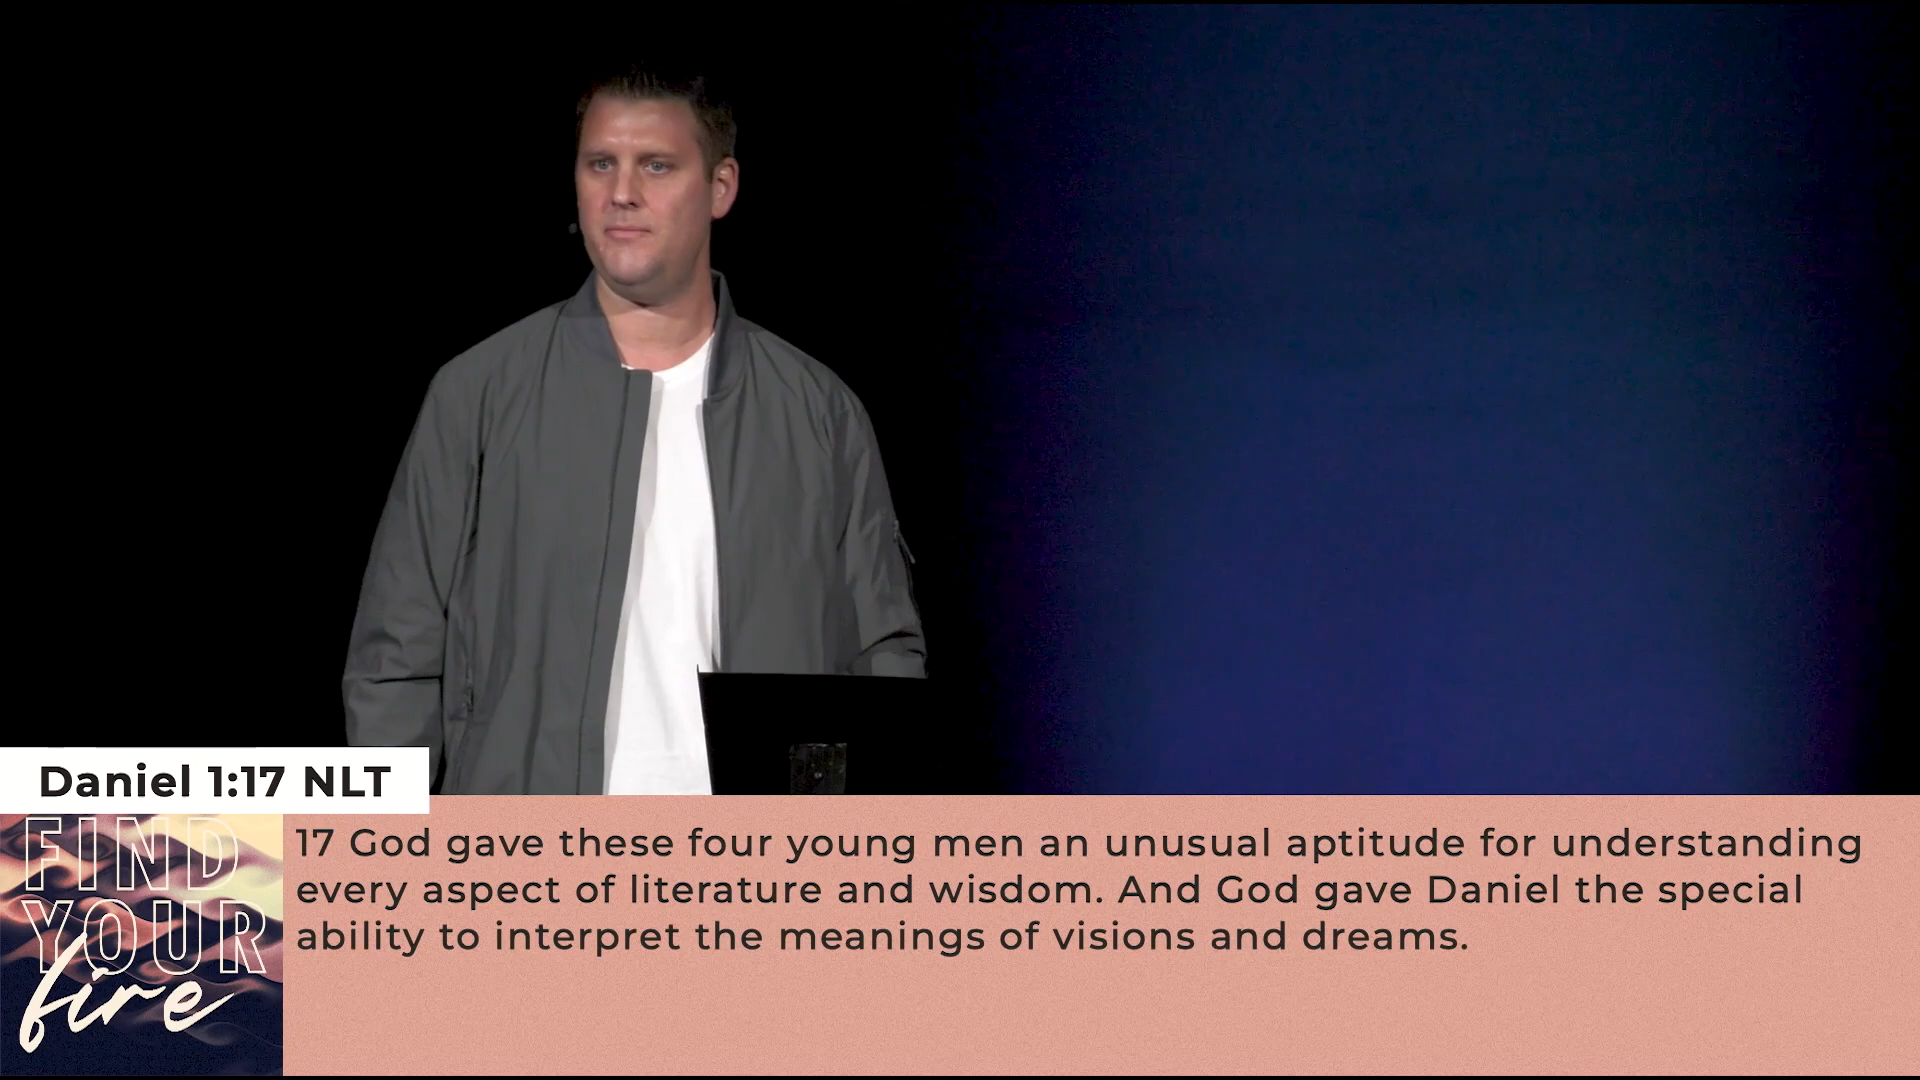 Daniel 1:17 NLT
FIND
YOUR
fire
17 God gave these four young men an unusual aptitude for understanding
every aspect of literature and wisdom. And God gave Daniel the special
ability to interpret the meanings of visions and dreams.